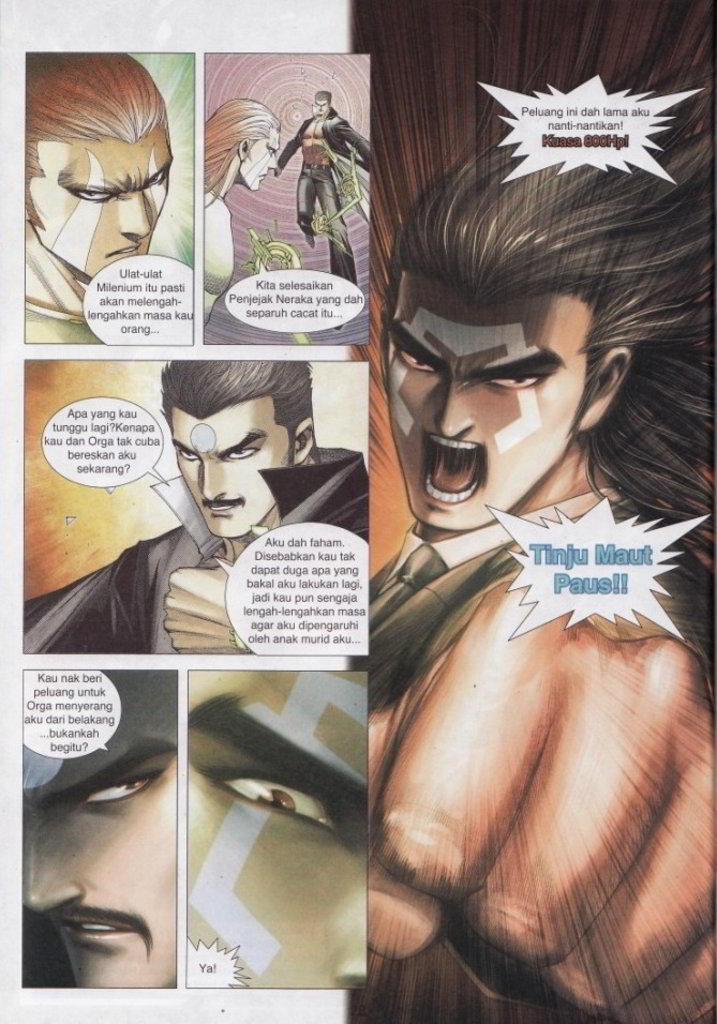 Ulat-ulat
Milenium itu pasti
akan melengah-
lengahkan masa kau
orang...
Kita selesaikan
Penjejak Neraka yang dah
separuh cacat itu...
Apa yang kau
tunggu lagi?Kenapa
kau dan Orga tak cuba
bereskan aku
sekarang?
Aku dah faham.
Disebabkan kau tak
dapat duga apa yang
bakal aku lakukan lagi,
jadi kau pun sengaja
lengah-lengahkan masa
agar aku dipengaruhi
oleh anak murid aku...
Kau nak beri
peluang untuk
Orga menyerang
aku dari belakang
...bukankah
begitu?
Ya!
Peluang ini dah lama aku
nanti-nantikan!
Kuasa 800Hp!
Tinju Maut
Paus!!